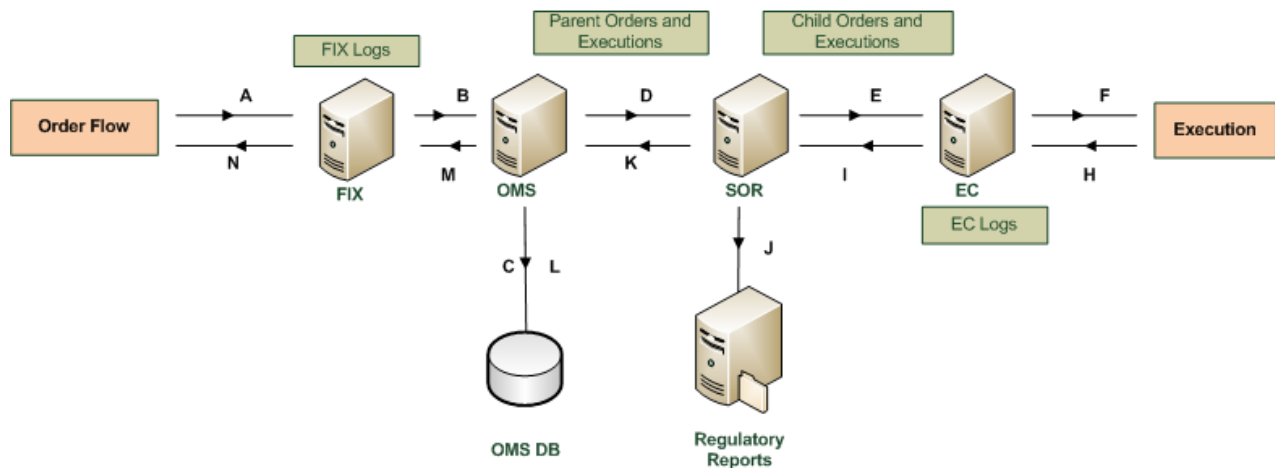 Parent Orders and
Executions
Child Orders and
Executions
FIX Logs
A
B
D
E
F
Order Flow
Execution
N
M
K
I
H
FIX
OMS
SOR
EC
EC Logs
C
L
J
OMS DB
Regulatory
Reports